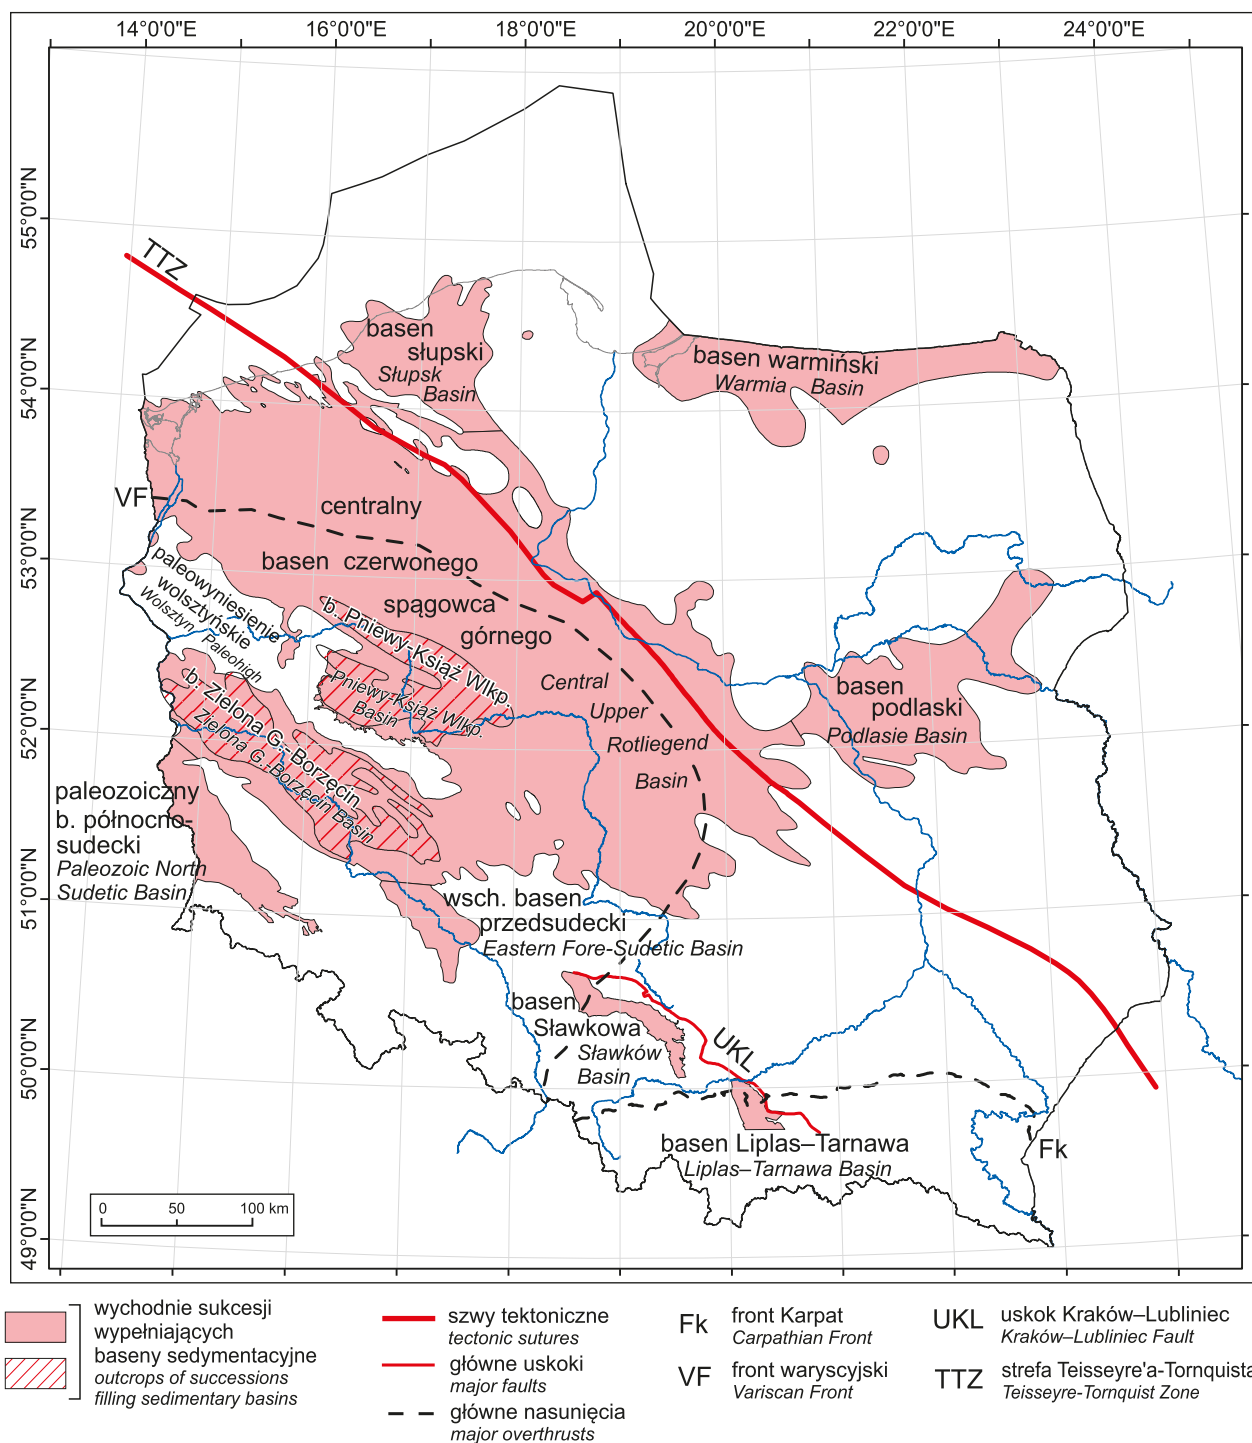 14°0'0"E
16°0'0"E
18°0'0"E
20°0'0"E
22°0'0"E
24°0'0"E
55°0'0"N
54°0'0"N
53°0'0"N
52°0'0"N
51°0'0"N
50°0'0"N
49°0'0"N
TTZ
basen
słupski
Słupsk
Basin
basen warmiński
Warmia Basin
VF
centralny
basen czerwonego
spągowca
górnego
Central
Upper
Rotliegend
Basin
paleowyniesienie
wolsztyńskie
Wolsztyn Paleohigh
b. Pniewy-Książ Wlkp.
Pniewy-Książ Wlkp.
Basin
b. Zielona G.-Borzęcin
Zielona G.-Borzęcin Basin
basen
podlaski
Podlasie Basin
paleozoiczny
b. północno-
sudecki
Paleozoic North
Sudetic Basin
wsch. basen
przedsudecki
Eastern Fore-Sudetic Basin
basen
Sławkowa
Sławków
Basin
UKL
basen Liplas–Tarnawa
Liplas–Tarnawa Basin
Fk
0 50 100 km
wychodnie sukcesji
wypełniających
baseny sedymentacyjne
outcrops of successions
filling sedimentary basins
szwy tektoniczne
tectonic sutures
główne uskoki
major faults
główne nasunięcia
major overthrusts
Fk front Karpat
Carpathian Front
VF front waryscyjski
Variscan Front
UKL uskok Kraków–Lubliniec
Kraków–Lubliniec Fault
TTZ strefa Teisseyre'a-Tornquista
Teisseyre-Tornquist Zone